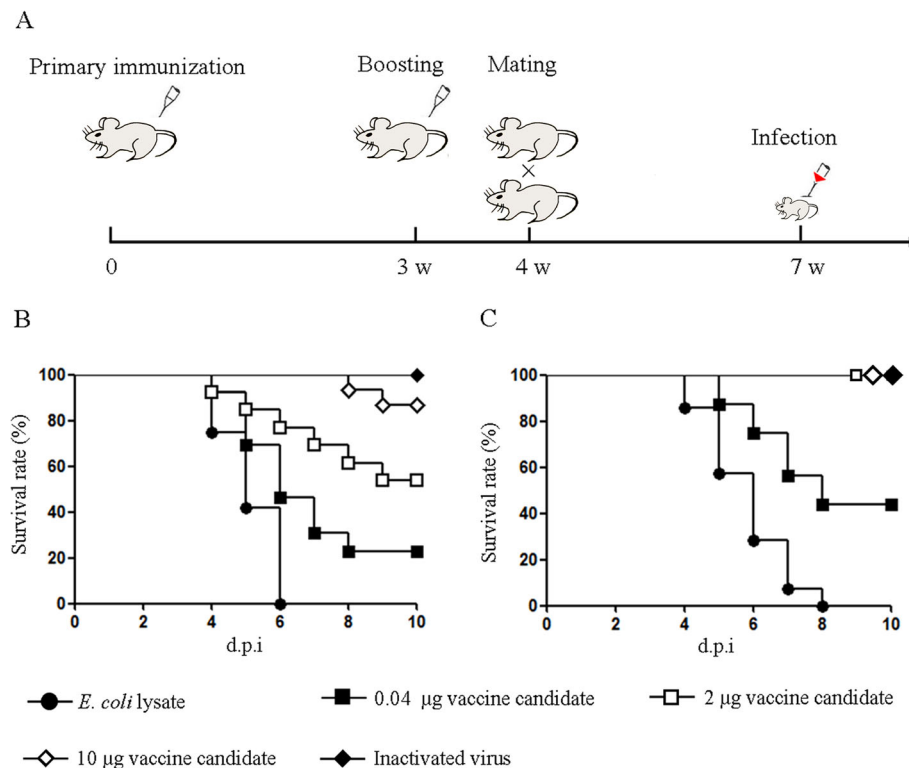 A
Primary immunization
Boosting
Mating
Infection
0
3 w
4 w
7 w
B
Survival rate (%)
100
80
60
40
20
0
0 2 4 6 8 10
d.p.i
C
Survival rate (%)
100
80
60
40
20
0
0 2 4 6 8 10
d.p.i
E. coli lysate
0.04 μg vaccine candidate
2 μg vaccine candidate
10 μg vaccine candidate
Inactivated virus